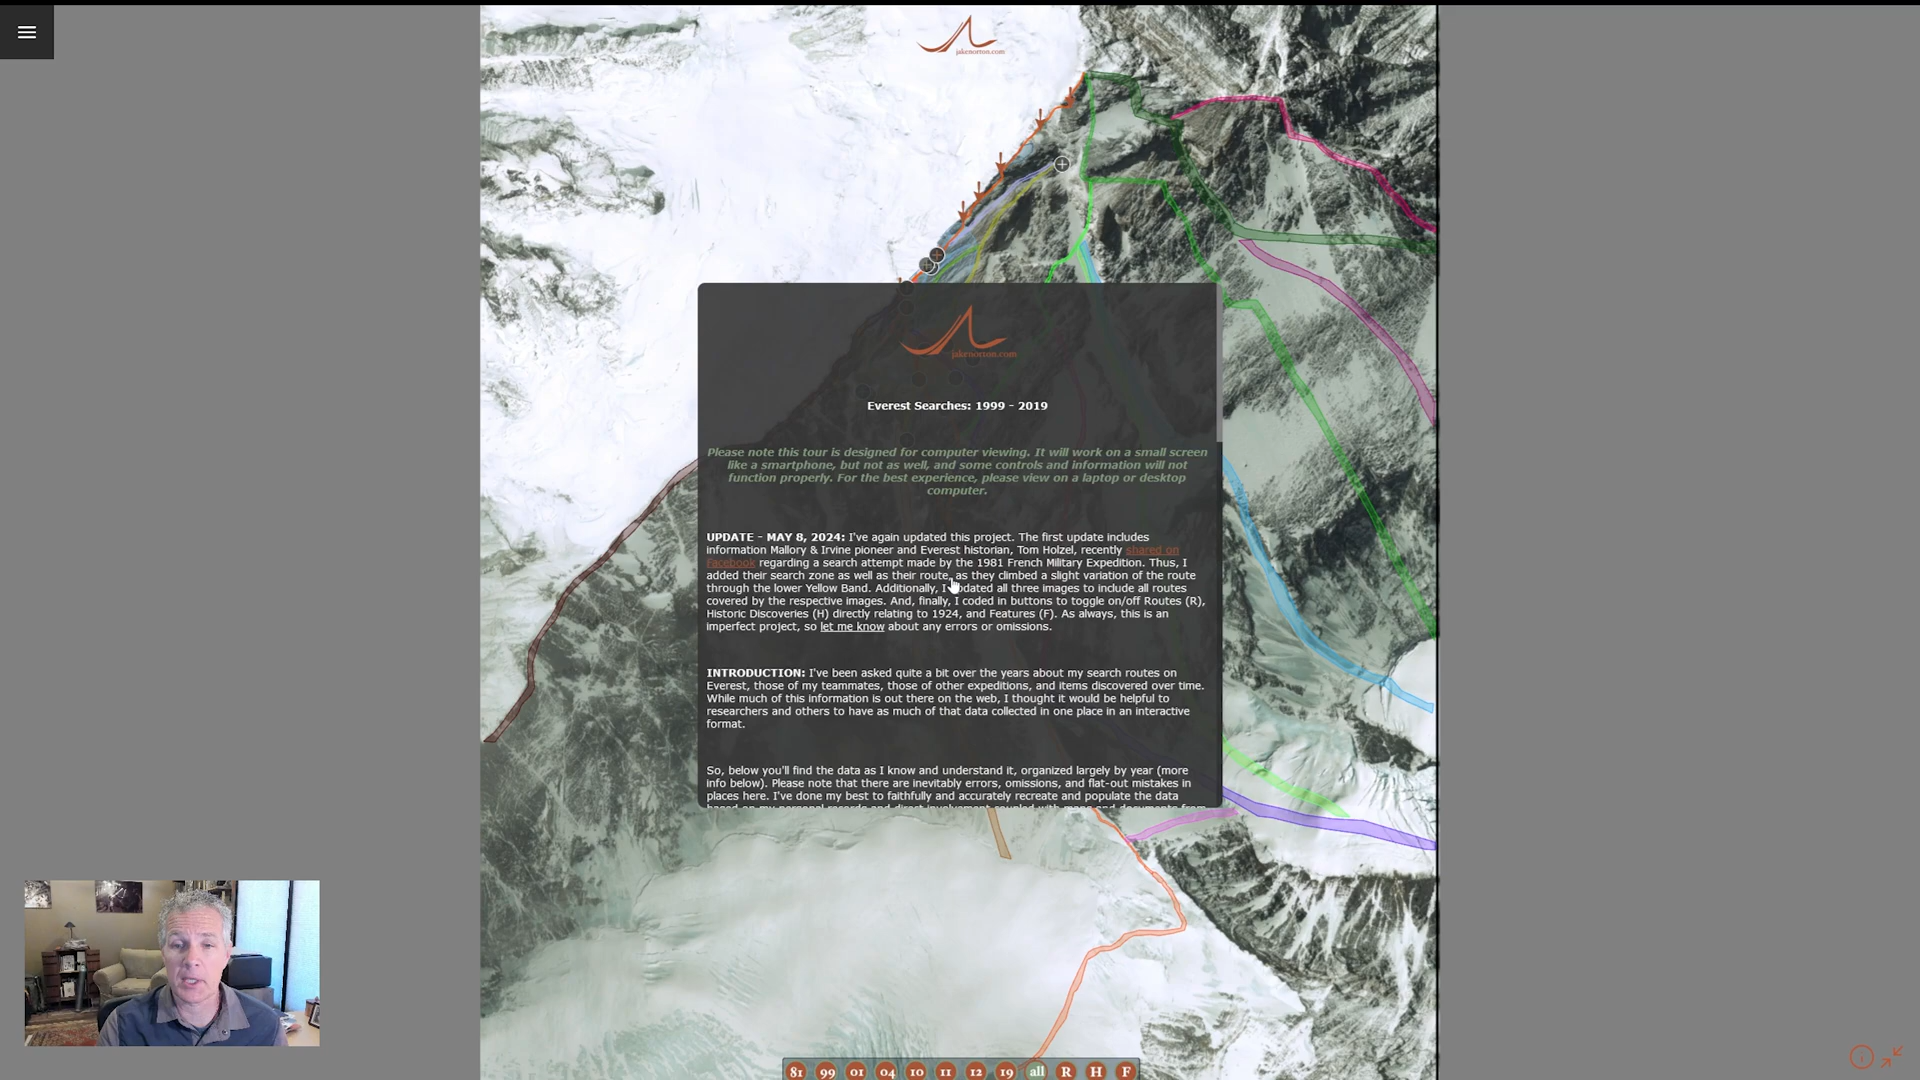 jakenorton.com
jakenorton.com
Everest Searches: 1999 - 2019
Please note this tour is designed for computer viewing. It will work on a small screen
like a smartphone, but not as well, and some controls and information will not
function properly. For the best experience, please view on a laptop or desktop
computer.
UPDATE - MAY 8, 2024: I've again updated this project. The first update includes
information Mallory & Irvine pioneer and Everest historian, Tom Holzel, recently shared on
Facebook regarding a search attempt made by the 1981 French Military Expedition. Thus, I
added their search zone as well as their route, as they climbed a slight variation of the route
through the lower Yellow Band. Additionally, I updated all three images to include all routes
covered by the respective images. And, finally, I coded in buttons to toggle on/off Routes (R),
Historic Discoveries (H) directly relating to 1924, and Features (F). As always, this is an
imperfect project, so let me know about any errors or omissions.
INTRODUCTION: I've been asked quite a bit over the years about my search routes on
Everest, those of my teammates, those of other expeditions, and items discovered over time.
While much of this information is out there on the web, I thought it would be helpful to
researchers and others to have as much of that data collected in one place in an interactive
format.
So, below you'll find the data as I know and understand it, organized largely by year (more
info below). Please note that there are inevitably errors, omissions, and flat-out mistakes in
places here. I've done my best to faithfully and accurately recreate and populate the data
81 99 01 04 10 11 12 19 all R H F